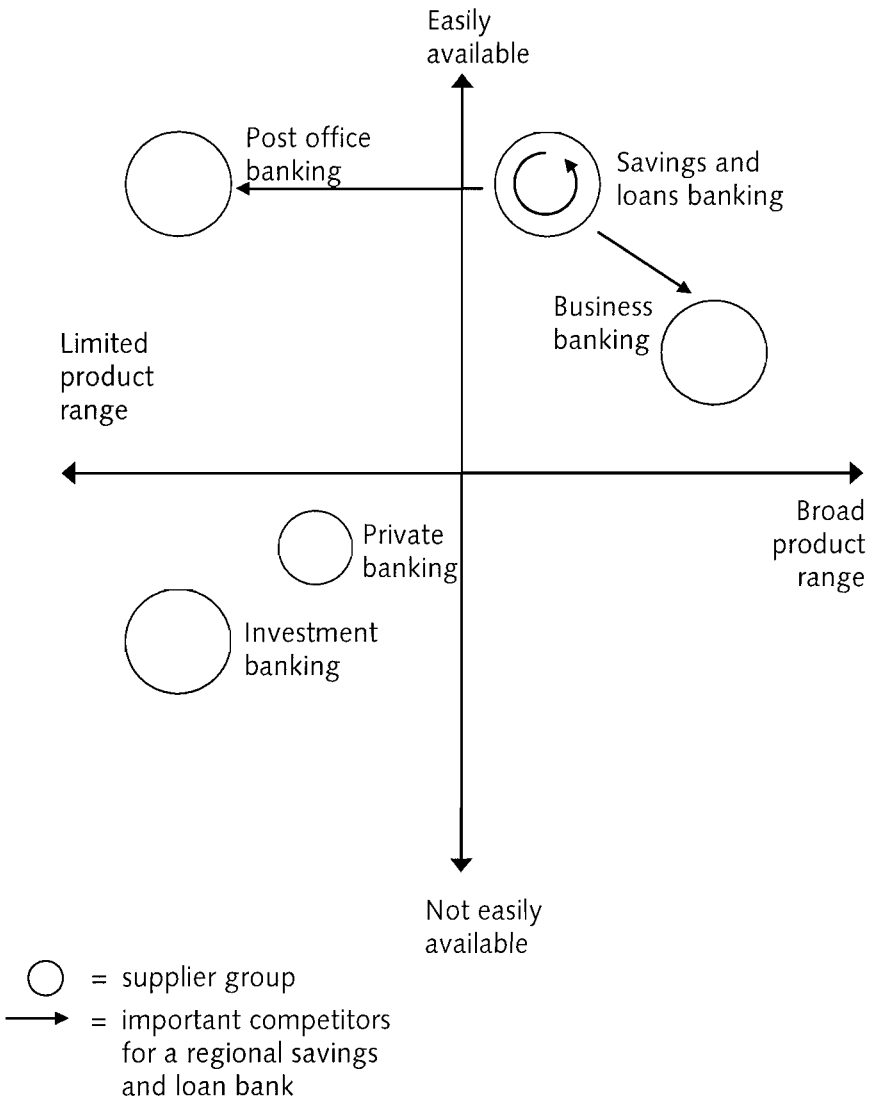 Easily
available
Post office
banking
Savings and
loans banking
Business
banking
Limited
product
range
Broad
product
range
Private
banking
Investment
banking
Not easily
available
= supplier group
= important competitors
for a regional savings
and loan bank